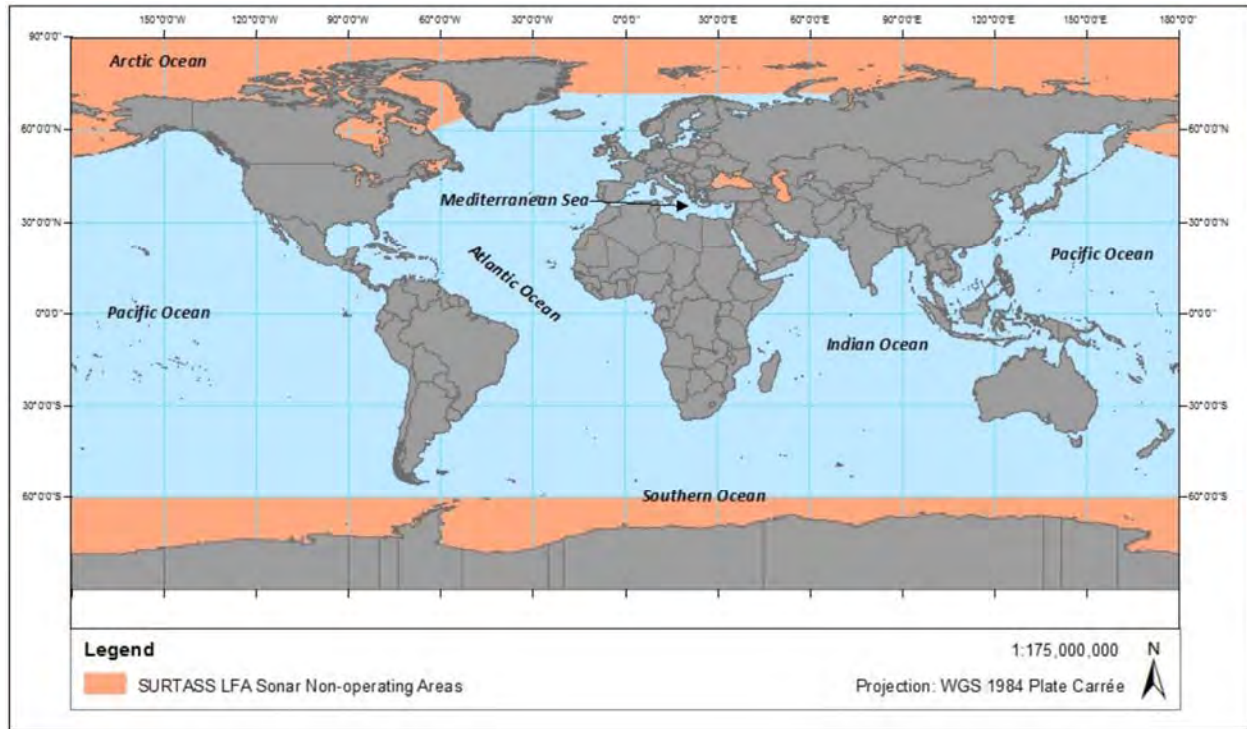 150°0'0"W 120°0'0"W 90°0'0"W 60°0'0"W 30°0'0"W 0°0'0" 30°0'0"E 60°0'0"E 90°0'0"E 120°0'0"E 150°0'0"E 180°0'0"
90°0'0"N
Arctic Ocean
60°0'0"N 60°0'0"N
Mediterranean Sea
30°0'0"N 30°0'0"N
Atlantic Ocean
Pacific Ocean
Pacific Ocean
0°0'0" 0°0'0"
Indian Ocean
30°0'0"S 30°0'0"S
Southern Ocean
60°0'0"S 60°0'0"S
Legend
1:175,000,000 N
SURTASS LFA Sonar Non-operating Areas
Projection: WGS 1984 Plate Carrée